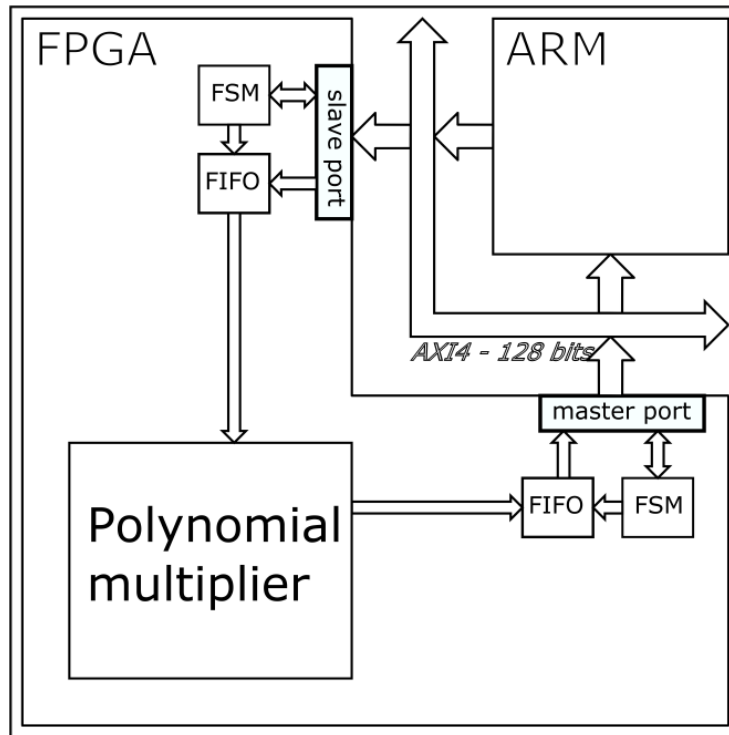 FPGA
ARM
FSM
slave port
FIFO
AXI4 - 128 bits
master port
Polynomial
multiplier
FIFO
FSM